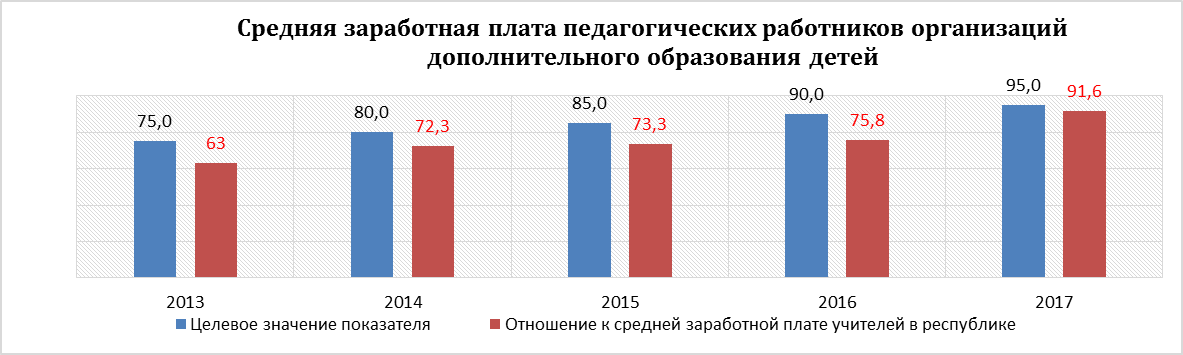 Средняя заработная плата педагогических работников организаций
дополнительного образования детей
75,0 63 80,0 72,3 85,0 73,3 90,0 75,8 95,0 91,6
2013 2014 2015 2016 2017
Целевое значение показателя Отношение к средней заработной плате учителей в республике